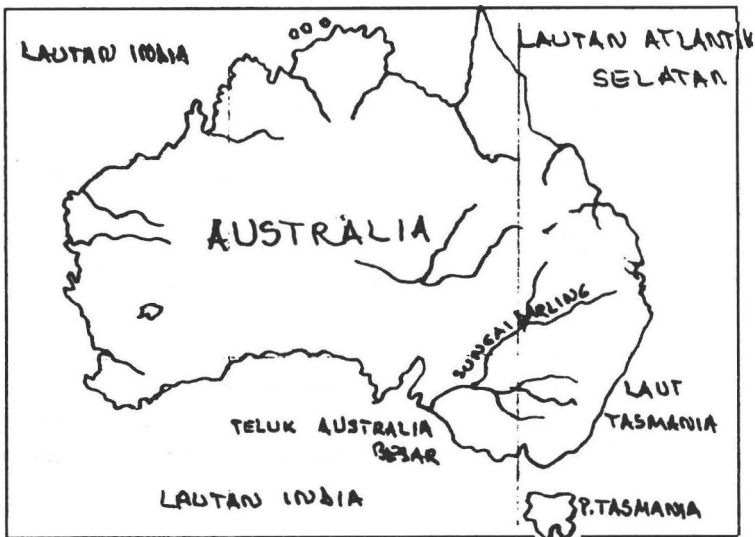 LAUTAN INDIA
LAUTAN ATLANTIK
SELATAN
AUSTRALIA
SUNGAI DARLING
LAUT
TASMANIA
TELUK AUSTRALIA
BESAR
LAUTAN INDIA
P.TASMANIA